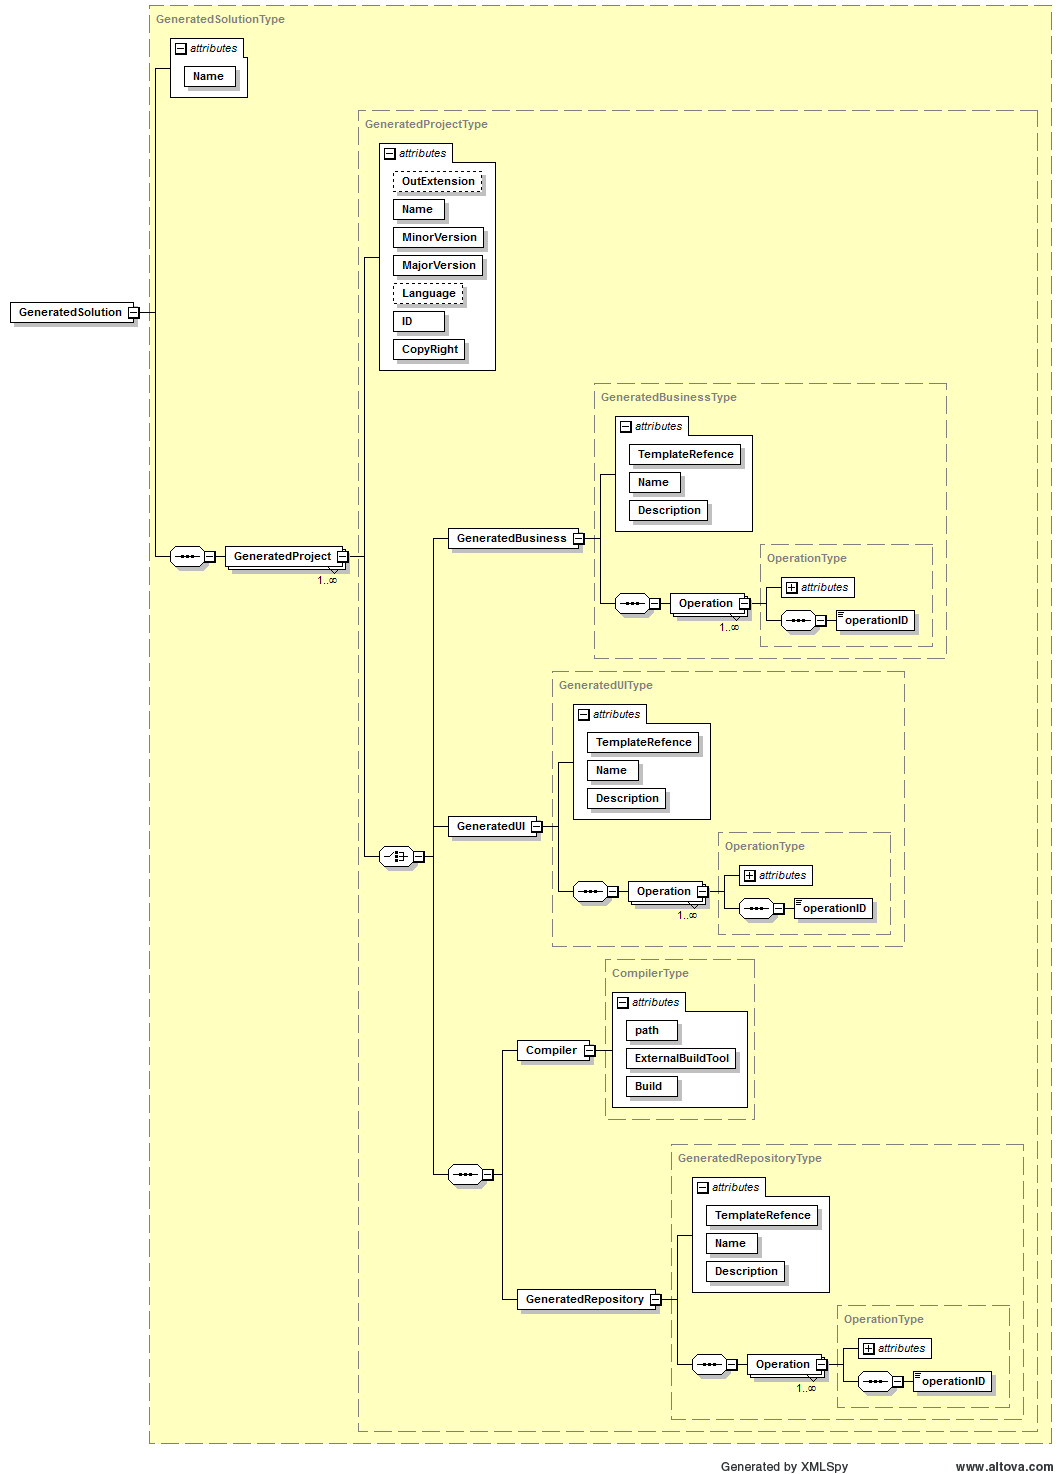 GeneratedSolutionType
attributes
Name
GeneratedProjectType
attributes
OutExtension
Name
MinorVersion
MajorVersion
Language
ID
CopyRight
GeneratedSolution
GeneratedBusinessType
attributes
TemplateRefence
Name
Description
GeneratedBusiness
GeneratedProject
1..∞
OperationType
attributes
Operation
1..∞
operationID
GeneratedUIType
attributes
TemplateRefence
Name
Description
GeneratedUI
OperationType
attributes
Operation
1..∞
operationID
CompilerType
attributes
path
Compiler
ExternalBuildTool
Build
GeneratedRepositoryType
attributes
TemplateRefence
Name
Description
GeneratedRepository
OperationType
attributes
Operation
1..∞
operationID
Generated by XMLSpy www.altova.com